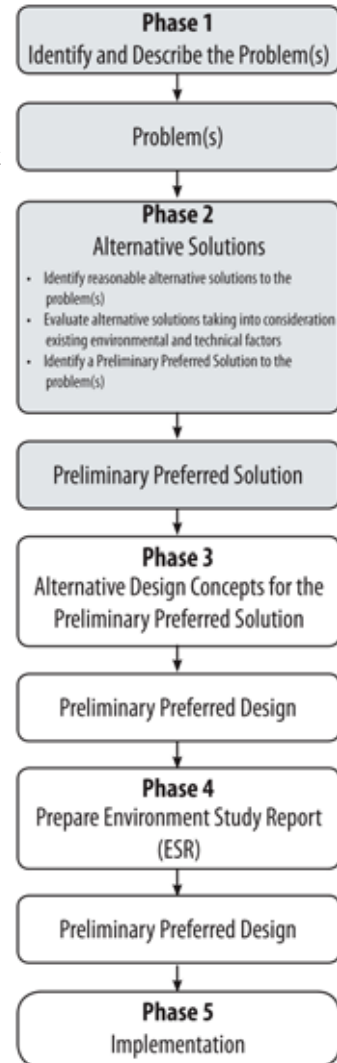 Phase 1
Identify and Describe the Problem(s)
Problem(s)
Phase 2
Alternative Solutions
• Identify reasonable alternative solutions to the
problem(s)
• Evaluate alternative solutions taking into consideration
existing environmental and technical factors
• Identify a Preliminary Preferred Solution to the
problem(s)
Preliminary Preferred Solution
Phase 3
Alternative Design Concepts for the
Preliminary Preferred Solution
Preliminary Preferred Design
Phase 4
Prepare Environment Study Report
(ESR)
Preliminary Preferred Design
Phase 5
Implementation